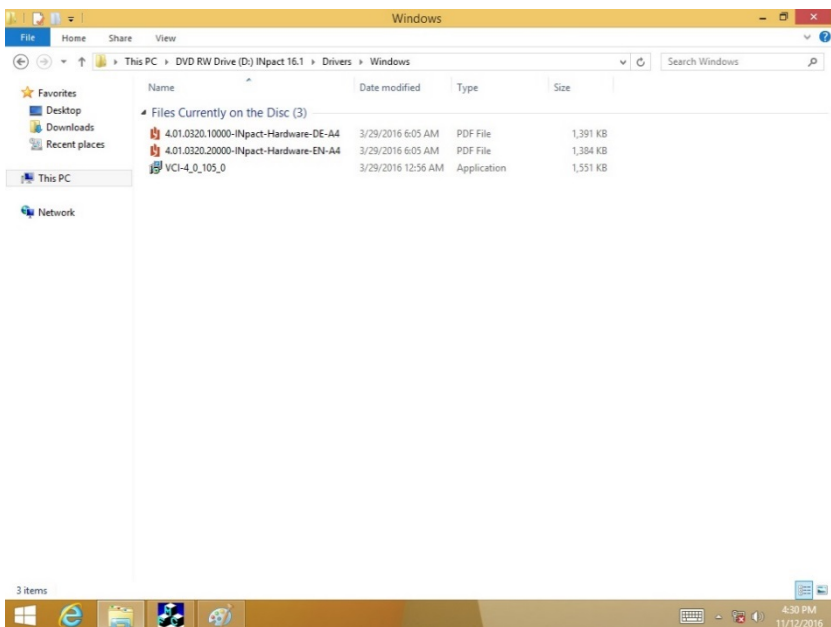 Windows
File Home Share View
This PC DVD RW Drive (D:) INpact 16.1 Drivers Windows Search Windows
Favorites
Desktop
Downloads
Recent places
This PC
Network
Name Date modified Type Size
Files Currently on the Disc (3)
4.01.0320.10000-INpact-Hardware-DE-A4 3/29/2016 6:05 AM PDF File 1,391 KB
4.01.0320.20000-INpact-Hardware-EN-A4 3/29/2016 6:05 AM PDF File 1,384 KB
VCI-4_0_105_0 3/29/2016 12:56 AM Application 1,551 KB
3 items
4:30 PM
11/12/2016